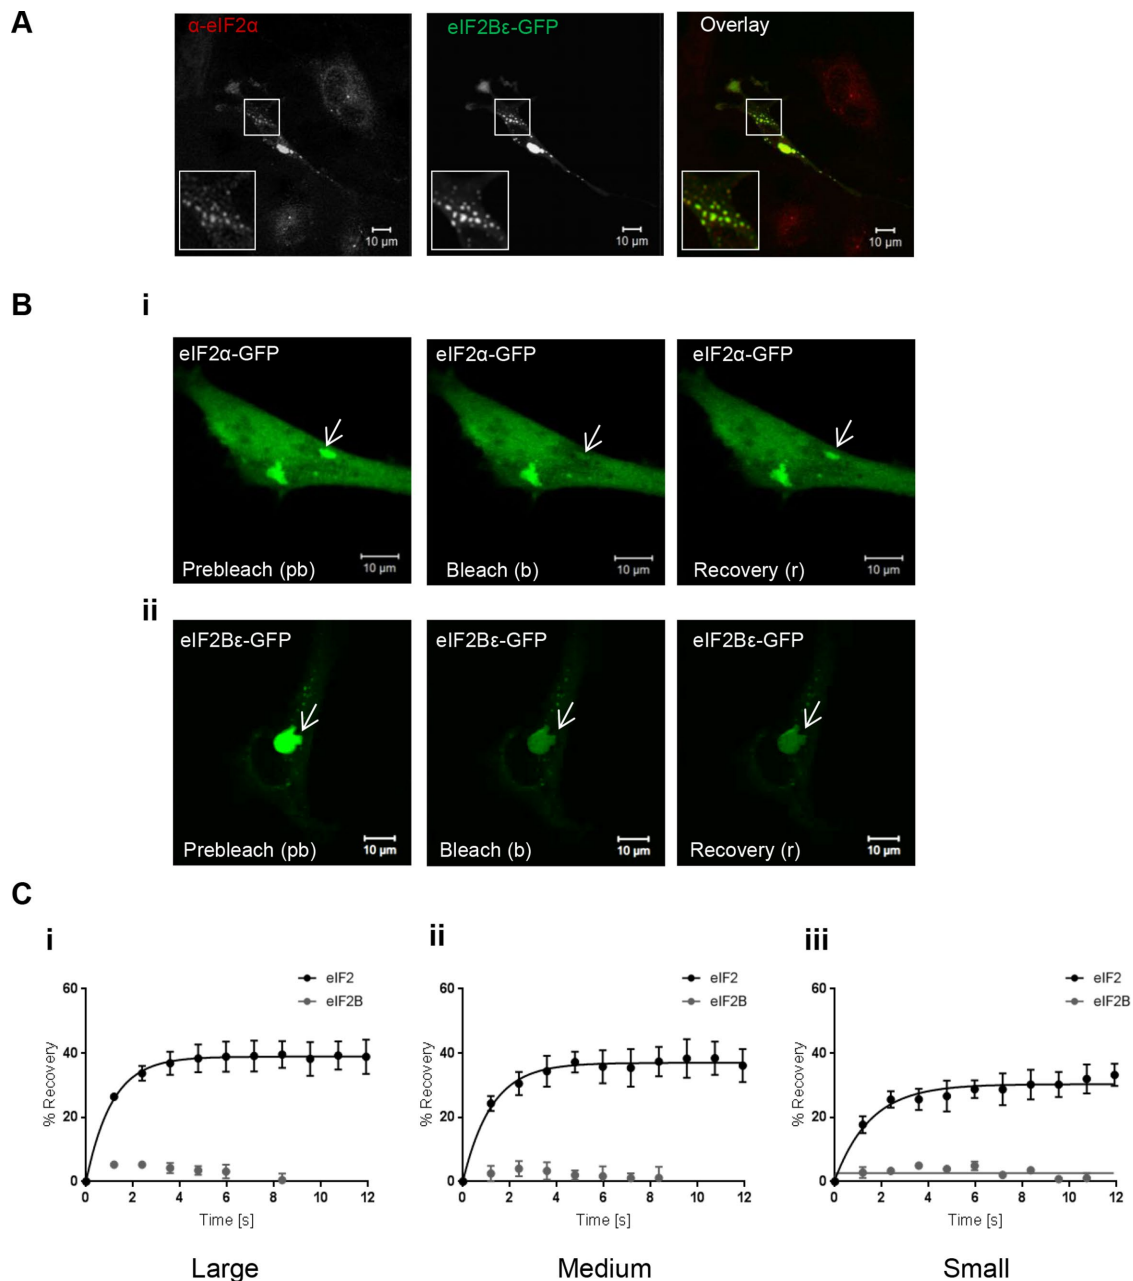 A
α-eIF2α
eIF2Bε-GFP
Overlay
10 µm
10 µm
10 µm
B
i
eIF2α-GFP
eIF2α-GFP
eIF2α-GFP
Prebleach (pb)
10 µm
Bleach (b)
10 µm
Recovery (r)
10 µm
ii
eIF2Bε-GFP
eIF2Bε-GFP
eIF2Bε-GFP
Prebleach (pb)
10 µm
Bleach (b)
10 µm
Recovery (r)
10 µm
C
i
eIF2
eIF2B
60
40
20
0
% Recovery
0 2 4 6 8 10 12
Time [s]
Large
ii
eIF2
eIF2B
60
40
20
0
% Recovery
0 2 4 6 8 10 12
Time [s]
Medium
iii
eIF2
eIF2B
60
40
20
0
% Recovery
0 2 4 6 8 10 12
Time [s]
Small